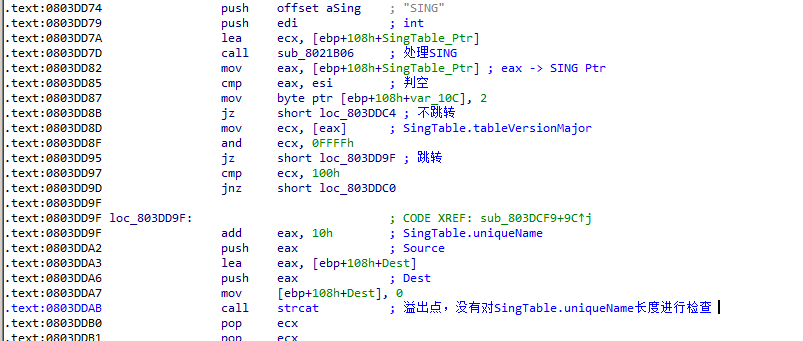 .text:0803DD74 push offset aSing ; "SING"
.text:0803DD79 push edi ; int
.text:0803DD7A lea ecx, [ebp+108h+SingTable_Ptr]
.text:0803DD7D call sub_8021B06 ; 处理SING
.text:0803DD82 mov eax, [ebp+108h+SingTable_Ptr] ; eax -> SING Ptr
.text:0803DD85 cmp eax, esi ; 判空
.text:0803DD87 mov byte ptr [ebp+108h+var_10C], 2
.text:0803DD8B jz short loc_803DDC4 ; 不跳转
.text:0803DD8D mov ecx, [eax] ; SingTable.tableVersionMajor
.text:0803DD8F and ecx, 0FFFFh
.text:0803DD95 jz short loc_803DD9F ; 跳转
.text:0803DD97 cmp ecx, 100h
.text:0803DD9D jnz short loc_803DDC0
.text:0803DD9F
.text:0803DD9F loc_803DD9F: ; CODE XREF: sub_803DCF9+9C↑j
.text:0803DD9F add eax, 10h ; SingTable.uniqueName
.text:0803DDA2 push eax ; Source
.text:0803DDA3 lea eax, [ebp+108h+Dest]
.text:0803DDA6 push eax ; Dest
.text:0803DDA7 mov [ebp+108h+Dest], 0
.text:0803DDAB call strcat ; 溢出点，没有对SingTable.uniqueName长度进行检查
.text:0803DDB0 pop ecx
.text:0803DDB1 pop ecx